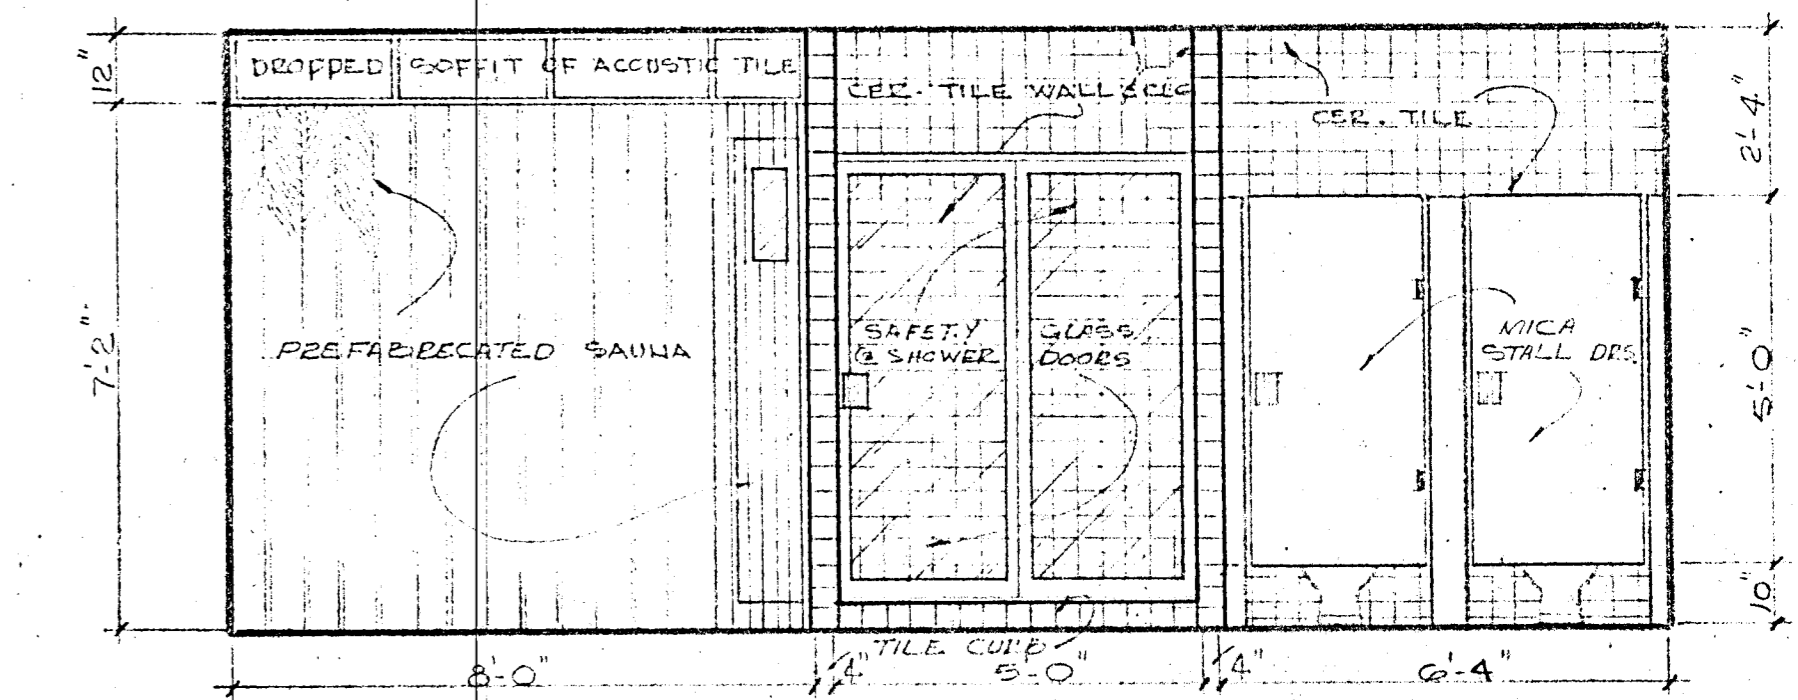 12"
DROPPED SOFFIT OF ACCUSTIC TILE
CER. TILE WALL & CLG
CER. TILE
2'-4"
7'-2"
PREFABRECATED SAUNA
SAFETY GLASS
@ SHOWER DOORS
MICA
STALL DRS
5'-0"
10"
TILE CURB
8'-0"
4"
5'-0"
4"
6'-4"